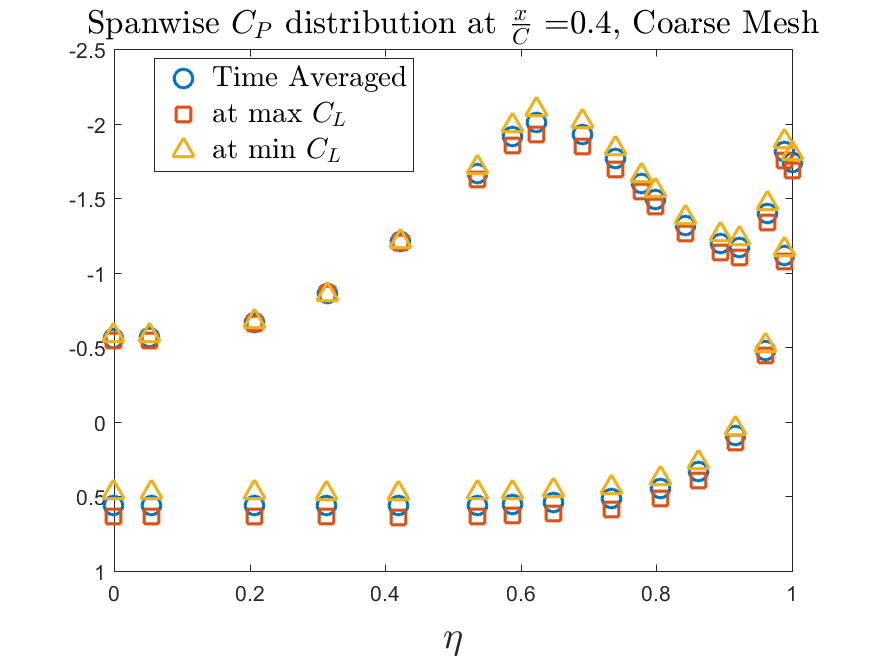 Spanwise C_P distribution at x/C =0.4, Coarse Mesh
-2.5
Time Averaged
at max C_L
at min C_L
-2
-1.5
-1
-0.5
0
0.5
1
0 0.2 0.4 0.6 0.8 1
η